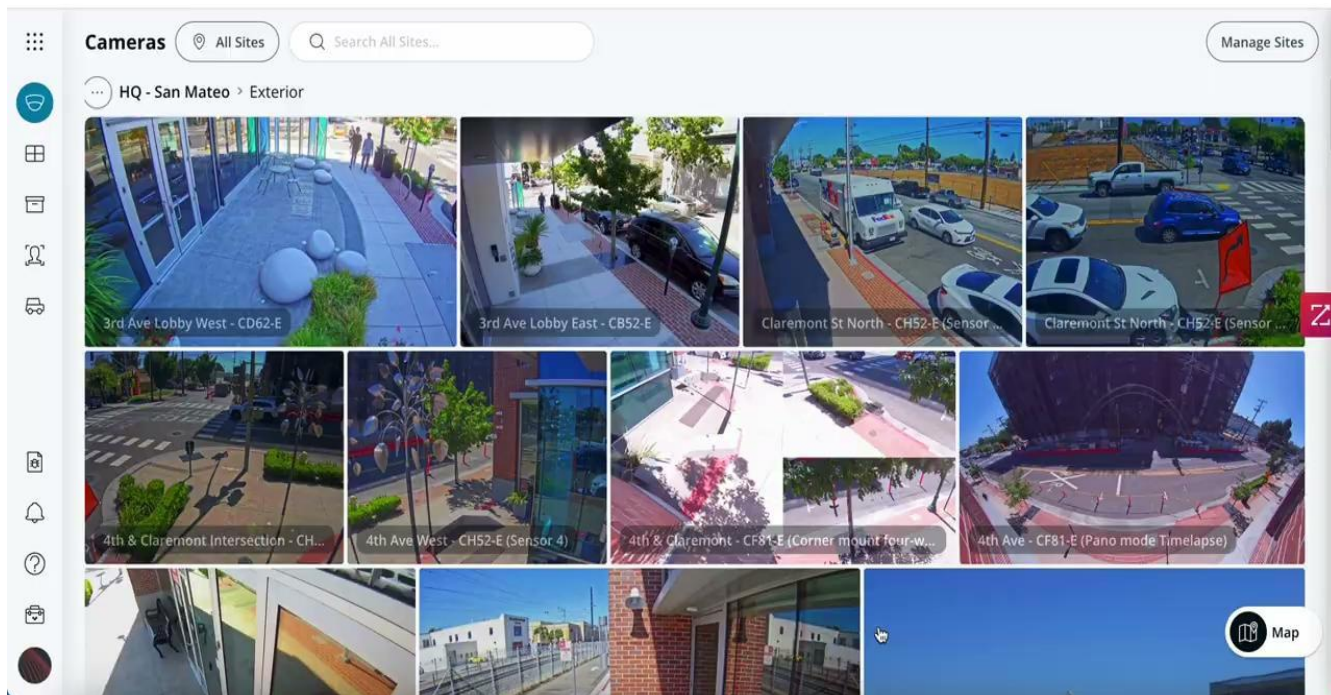 Cameras
All Sites
Search All Sites...
Manage Sites
...
HQ - San Mateo > Exterior
FedEx
3rd Ave Lobby West - CD62-E
3rd Ave Lobby East - CB52-E
Claremont St North - CH52-E (Sensor ...
Claremont St North - CH52-E (Sensor ...
4th & Claremont Intersection - CH...
4th Ave West - CH52-E (Sensor 4)
4th & Claremont - CF81-E (Corner mount four-w...
4th Ave - CF81-E (Pano mode Timelapse)
Map